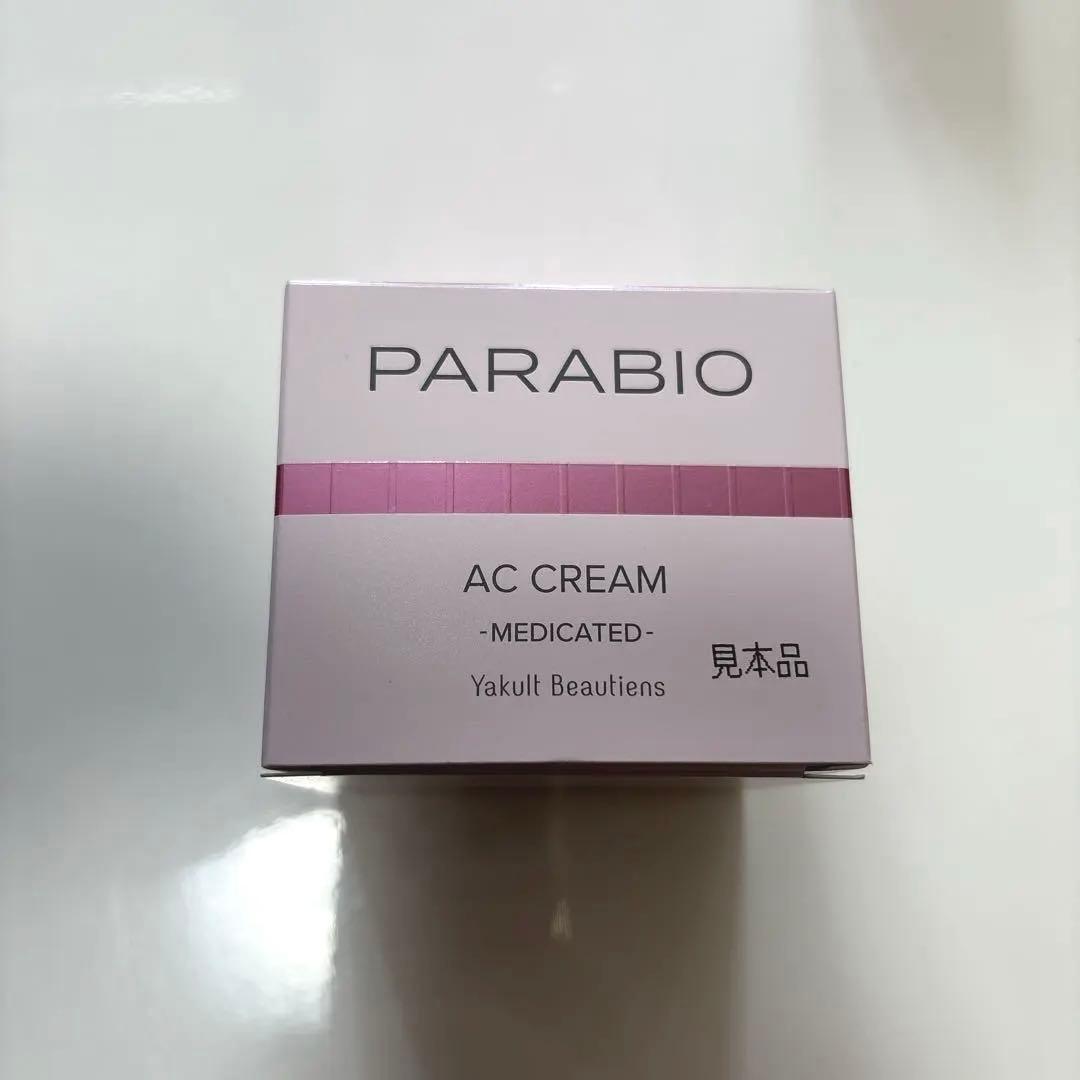 PARABIO
AC CREAM
-MEDICATED-
見本品
Yakult Beautiens